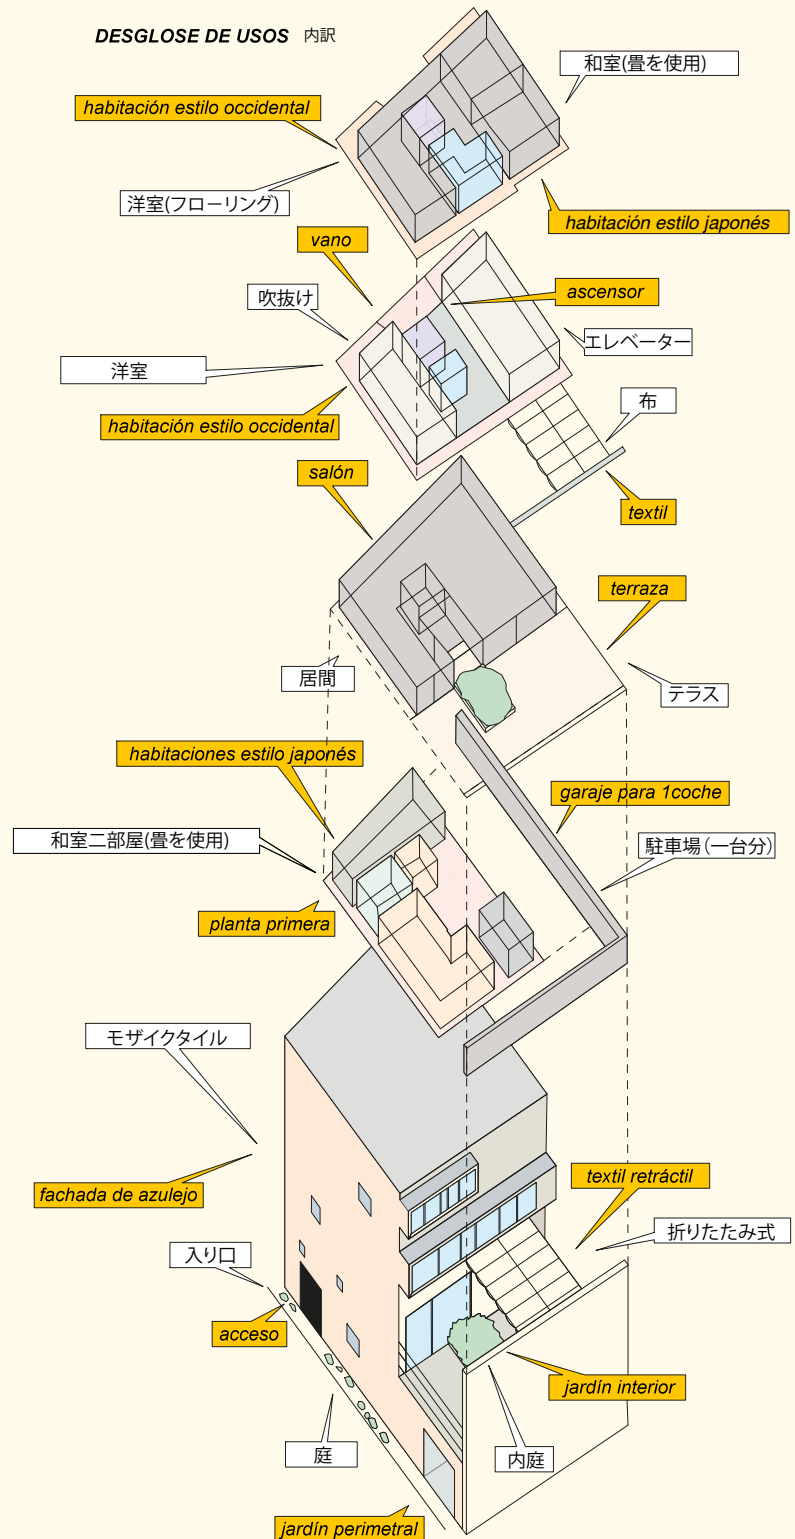 DESGLOSE DE USOS 内訳
和室(畳を使用)
habitación estilo occidental
洋室(フローリング)
habitación estilo japonés
vano
ascensor
吹抜け
エレベーター
洋室
布
habitación estilo occidental
salón
textil
terraza
居間
テラス
habitaciones estilo japonés
garaje para 1coche
和室二部屋(畳を使用)
駐車場(一台分)
planta primera
モザイクタイル
textil retráctil
fachada de azulejo
折りたたみ式
入り口
acceso
jardín interior
庭
内庭
jardín perimetral